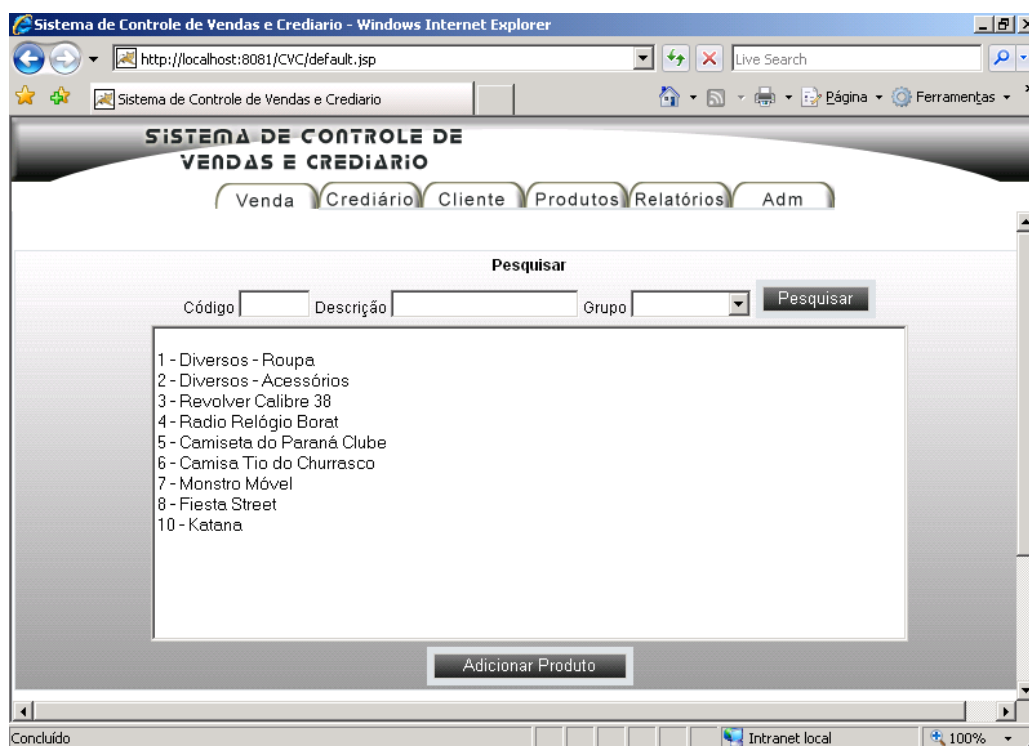 Sistema de Controle de Vendas e Crediario - Windows Internet Explorer
http://localhost:8081/CVC/default.jsp
Live Search
Sistema de Controle de Vendas e Crediario
Página
Ferramentas
SISTEMA DE CONTROLE DE
VENDAS E CREDIARIO
Venda Crediário Cliente Produtos Relatórios Adm
Pesquisar
Código Descrição Grupo Pesquisar
1 - Diversos - Roupa
2 - Diversos - Acessórios
3 - Revolver Calibre 38
4 - Radio Relógio Borat
5 - Camiseta do Paraná Clube
6 - Camisa Tio do Churrasco
7 - Monstro Móvel
8 - Fiesta Street
10 - Katana
Adicionar Produto
Concluído Intranet local 100%